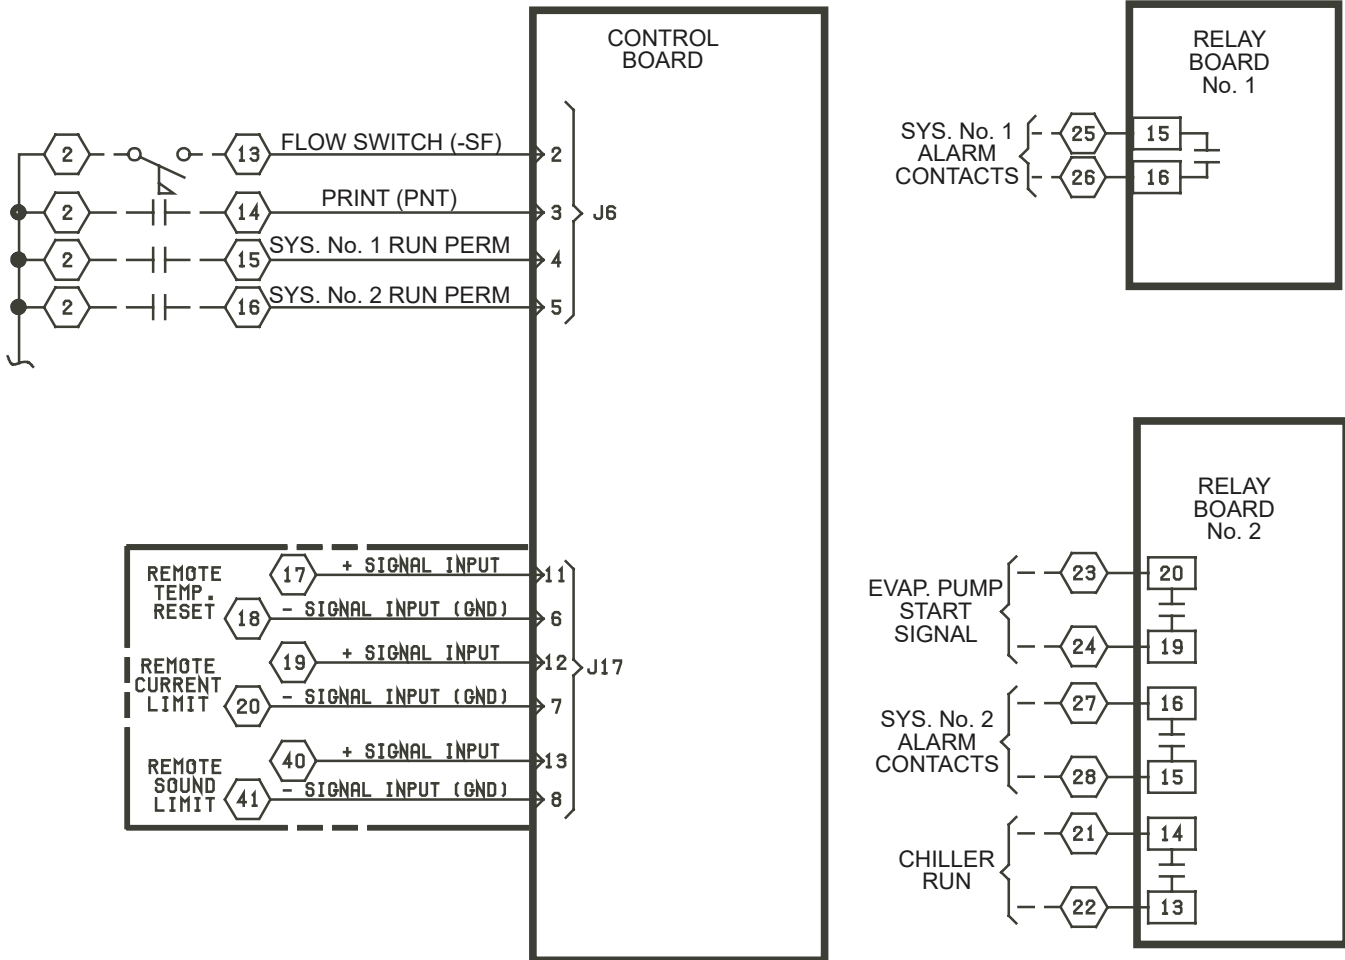 CONTROL
BOARD
2
13
FLOW SWITCH (-SF)
2
2
14
PRINT (PNT)
3
J6
2
15
SYS. No. 1 RUN PERM
4
2
16
SYS. No. 2 RUN PERM
5
REMOTE
TEMP.
RESET
17
+ SIGNAL INPUT
11
18
- SIGNAL INPUT (GND)
6
REMOTE
CURRENT
LIMIT
19
+ SIGNAL INPUT
12
J17
20
- SIGNAL INPUT (GND)
7
REMOTE
SOUND
LIMIT
40
+ SIGNAL INPUT
13
41
- SIGNAL INPUT (GND)
8
RELAY
BOARD
No. 1
SYS. No. 1
ALARM
CONTACTS
25
15
26
16
RELAY
BOARD
No. 2
EVAP. PUMP
START
SIGNAL
23
20
24
19
SYS. No. 2
ALARM
CONTACTS
27
16
28
15
CHILLER
RUN
21
14
22
13